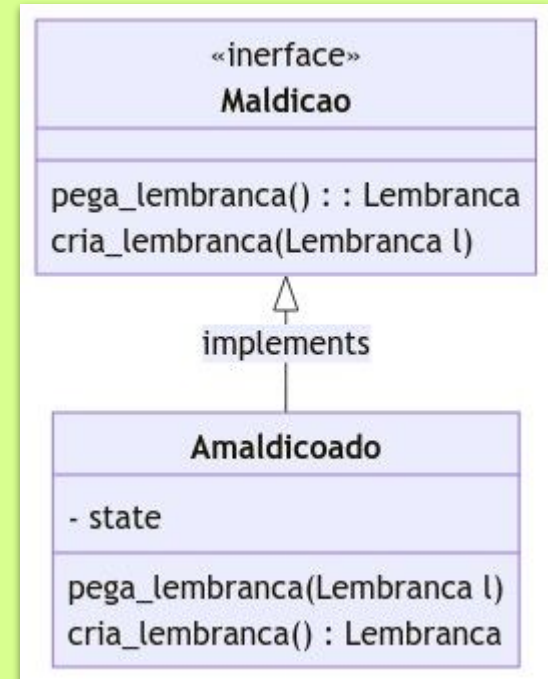 «inerface»
Maldicao
pega_lembranca() : : Lembranca
cria_lembranca(Lembranca l)
implements
Amaldicoado
- state
pega_lembranca(Lembranca l)
cria_lembranca() : Lembranca